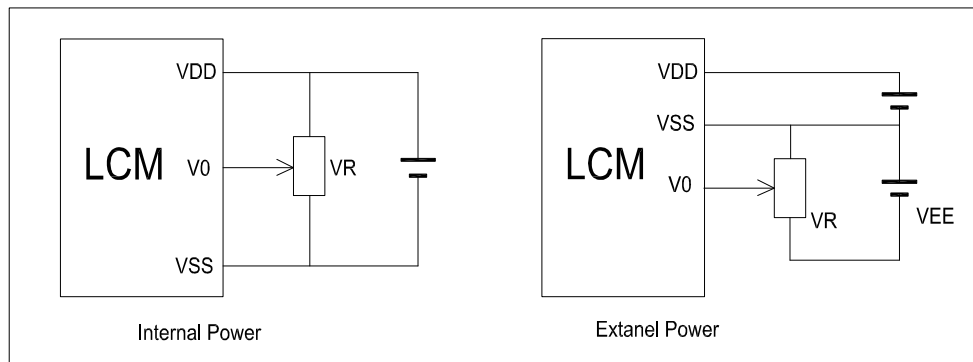 VDD
LCM
V0
VR
VSS
Internal Power
VDD
VSS
LCM
V0
VR
VEE
Extanel Power